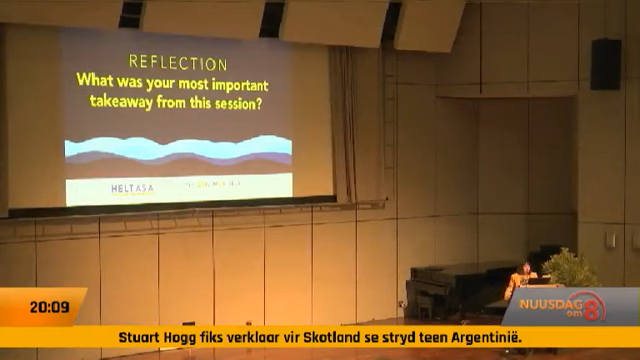 REFLECTION
What was your most important
takeaway from this session?
HELTASA
20:09
NUUSDAG
om 8
Stuart Hogg fiks verklaar vir Skotland se stryd teen Argentinië.